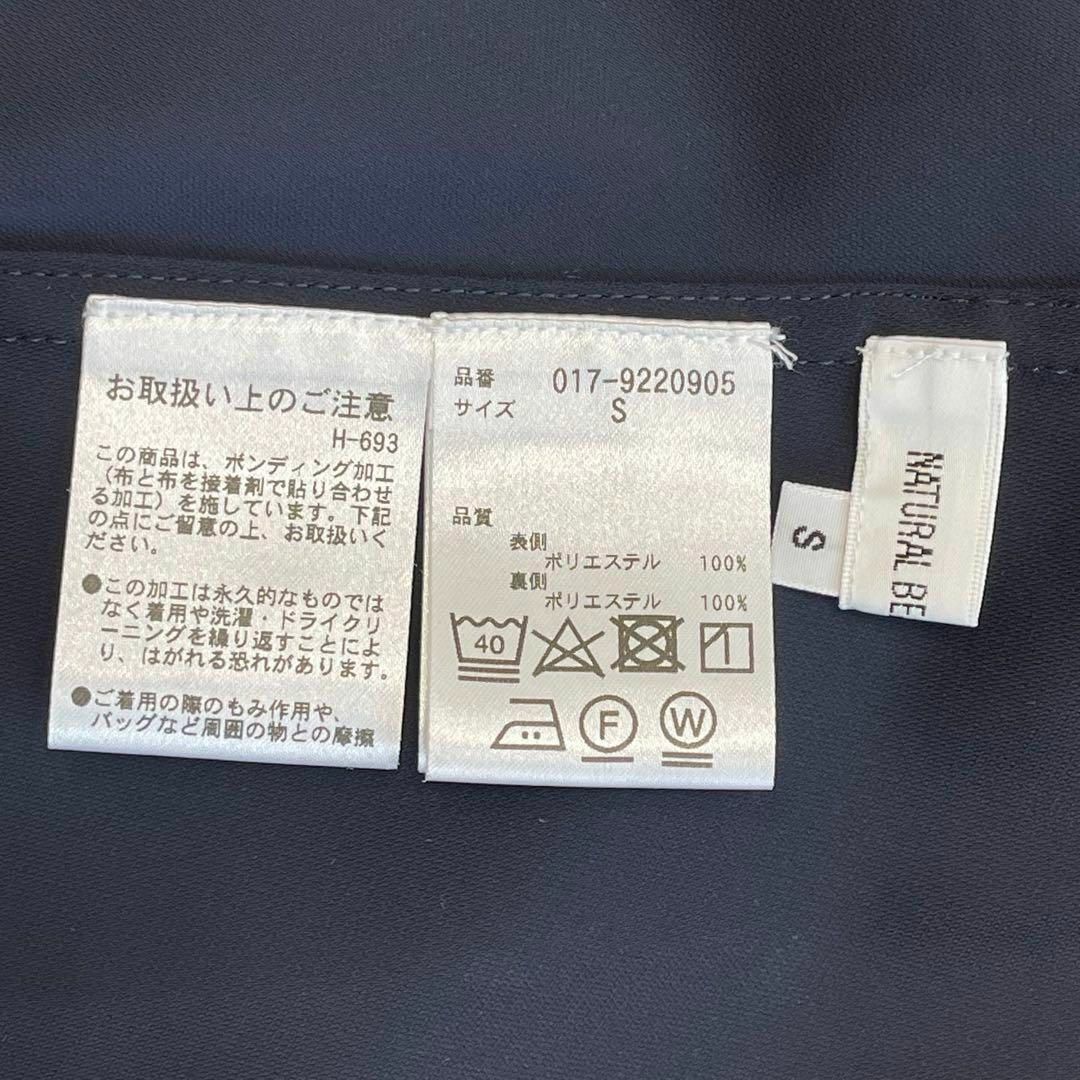 お取扱い上のご注意
H-693
この商品は、ボンディング加工
（布と布を接着剤で貼り合わせ
る加工）を施しています。下記
の点にご留意の上、お取扱いく
ださい。
●この加工は永久的なものでは
なく着用や洗濯・ドライクリ
ーニングを繰り返すことによ
り、はがれる恐れがあります。
●ご着用の際のもみ作用や、
バッグなど周囲の物との摩擦
品番 017-9220905
サイズ S
品質
表側
ポリエステル 100%
裏側
ポリエステル 100%
40
F W
S
NATURAL BE